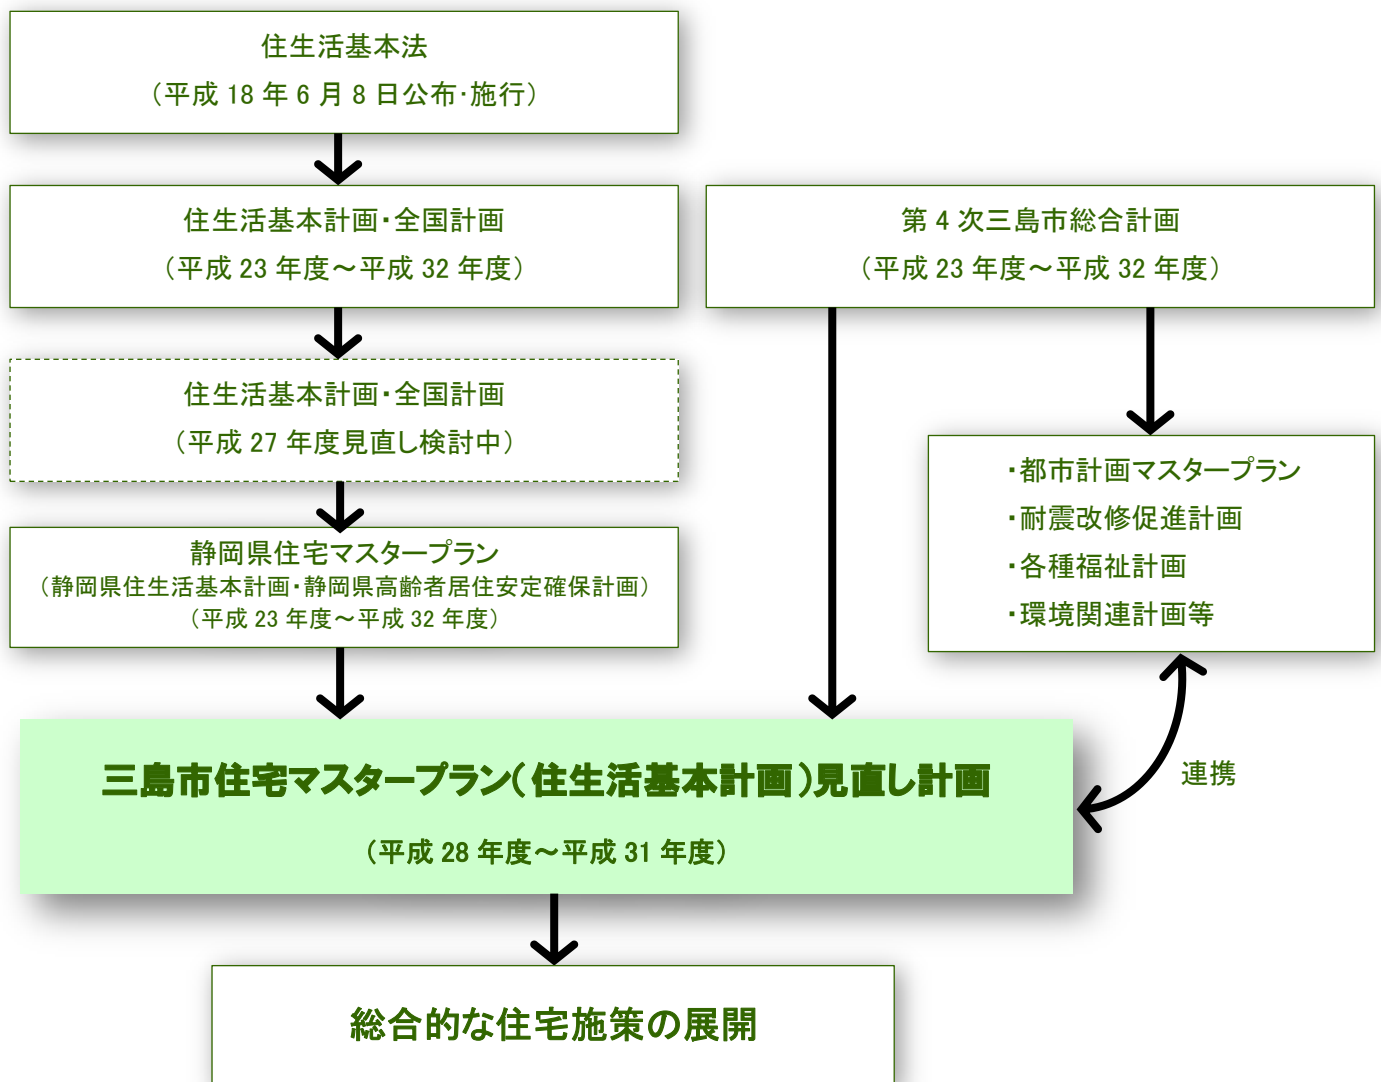 住生活基本法
（平成 18 年 6 月 8 日公布・施行）
住生活基本計画・全国計画
（平成 23 年度～平成 32 年度）
第 4 次三島市総合計画
（平成 23 年度～平成 32 年度）
住生活基本計画・全国計画
（平成 27 年度見直し検討中）
・都市計画マスタープラン
・耐震改修促進計画
・各種福祉計画
・環境関連計画等
静岡県住宅マスタープラン
（静岡県住生活基本計画・静岡県高齢者居住安定確保計画）
（平成 23 年度～平成 32 年度）
三島市住宅マスタープラン（住生活基本計画）見直し計画
（平成 28 年度～平成 31 年度）
連携
総合的な住宅施策の展開